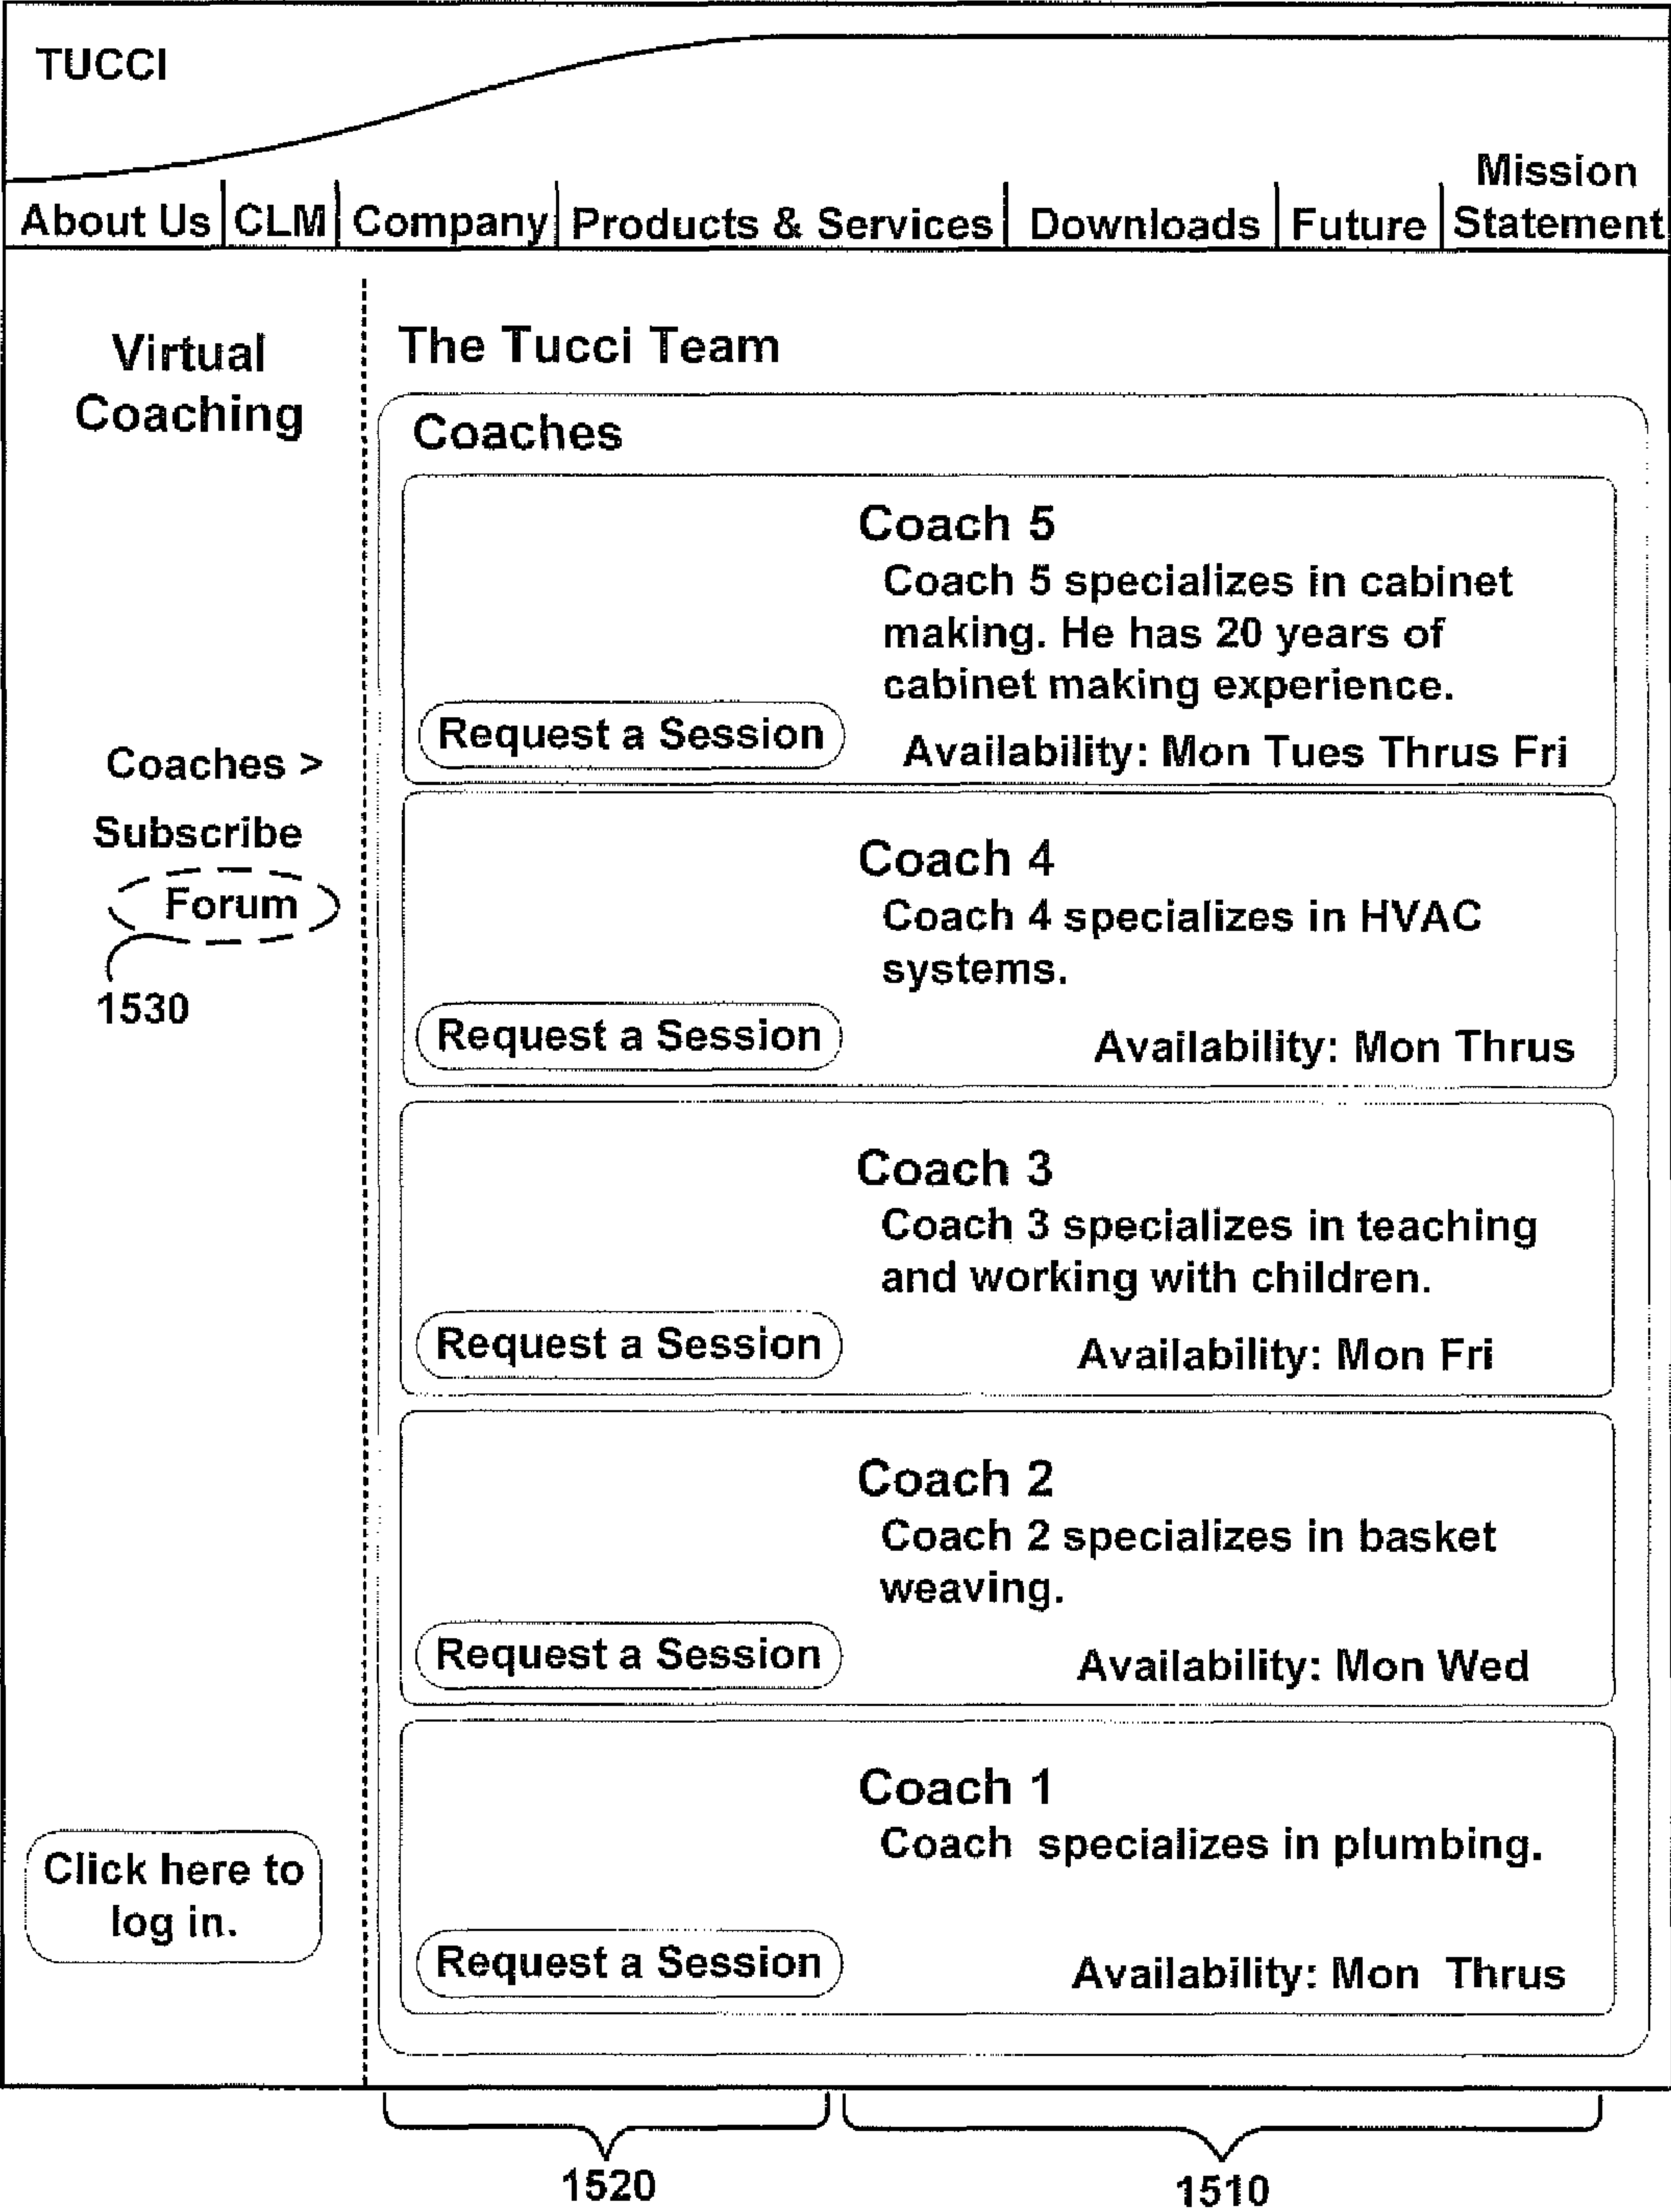 TUCCI
About Us
CLM
Company
Products & Services
Downloads
Future
Mission
Statement
Virtual
Coaching
Coaches >
Subscribe
Forum
1530
Click here to
log in.
The Tucci Team
Coaches
Coach 5
Coach 5 specializes in cabinet
making. He has 20 years of
cabinet making experience.
Request a Session
Availability: Mon Tues Thrus Fri
Coach 4
Coach 4 specializes in HVAC
systems.
Request a Session
Availability: Mon Thrus
Coach 3
Coach 3 specializes in teaching
and working with children.
Request a Session
Availability: Mon Fri
Coach 2
Coach 2 specializes in basket
weaving.
Request a Session
Availability: Mon Wed
Coach 1
Coach specializes in plumbing.
Request a Session
Availability: Mon Thrus
1520
1510